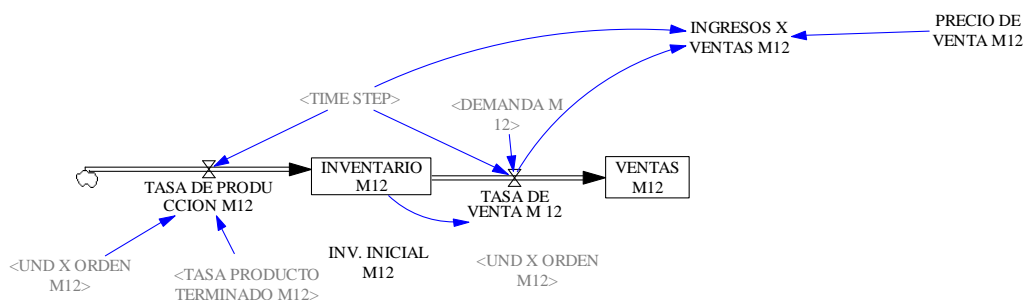 INGRESOS X
VENTAS M12
PRECIO DE
VENTA M12
<TIME STEP>
<DEMANDA M
12>
TASA DE PRODU
CCION M12
INVENTARIO
M12
TASA DE
VENTA M 12
VENTAS
M12
<UND X ORDEN
M12>
<TASA PRODUCTO
TERMINADO M12>
INV. INICIAL
M12
<UND X ORDEN
M12>